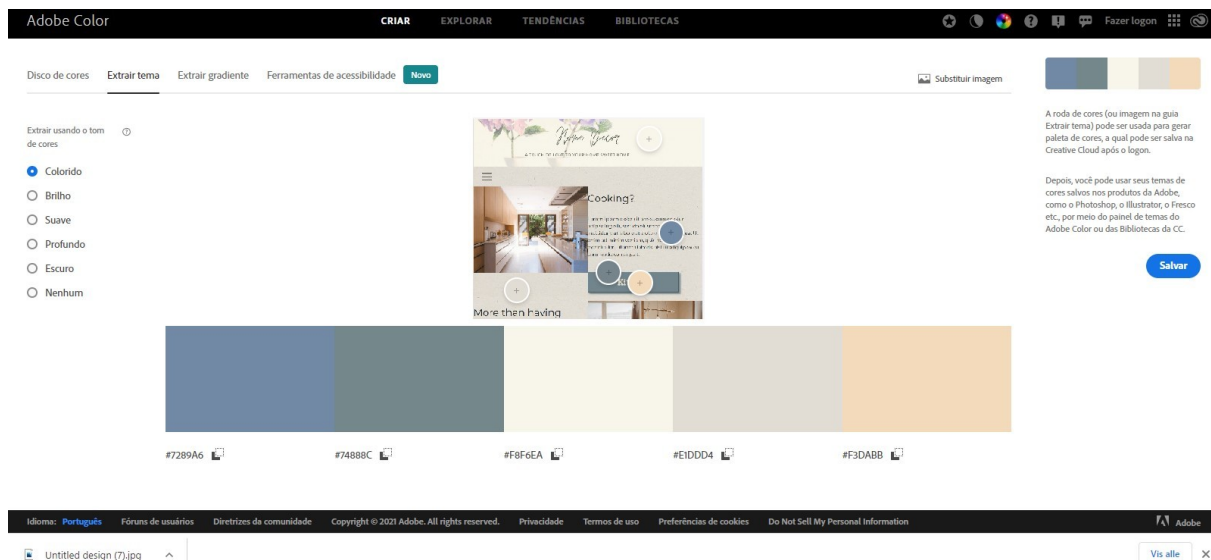 Adobe Color
CRIAR EXPLORAR TENDÊNCIAS BIBLIOTECAS
Fazer logon
Disco de cores Extrair tema Extrair gradiente Ferramentas de acessibilidade Novo
Substituir imagem
Extrair usando o tom
de cores
Colorido
Brilho
Suave
Profundo
Escuro
Nenhum
Home Decor
Cooking?
More than having
#7289A6
#74888C
#F8F6EA
#E1DDD4
#F3DABB
A roda de cores (ou imagem na guia
Extrair tema) pode ser usada para gerar
paleta de cores, a qual pode ser salva na
Creative Cloud após o logon.
Depois, você pode usar seus temas de
cores salvos nos produtos da Adobe,
como o Photoshop, o Illustrator, o Fresco
etc., por meio do painel de temas do
Adobe Color ou das Bibliotecas da CC.
Salvar
Idioma: Português Fóruns de usuários Diretrizes da comunidade Copyright © 2021 Adobe. All rights reserved. Privacidade Termos de uso Preferências de cookies Do Not Sell My Personal Information
Adobe
Untitled design (7).jpg
Vis alle